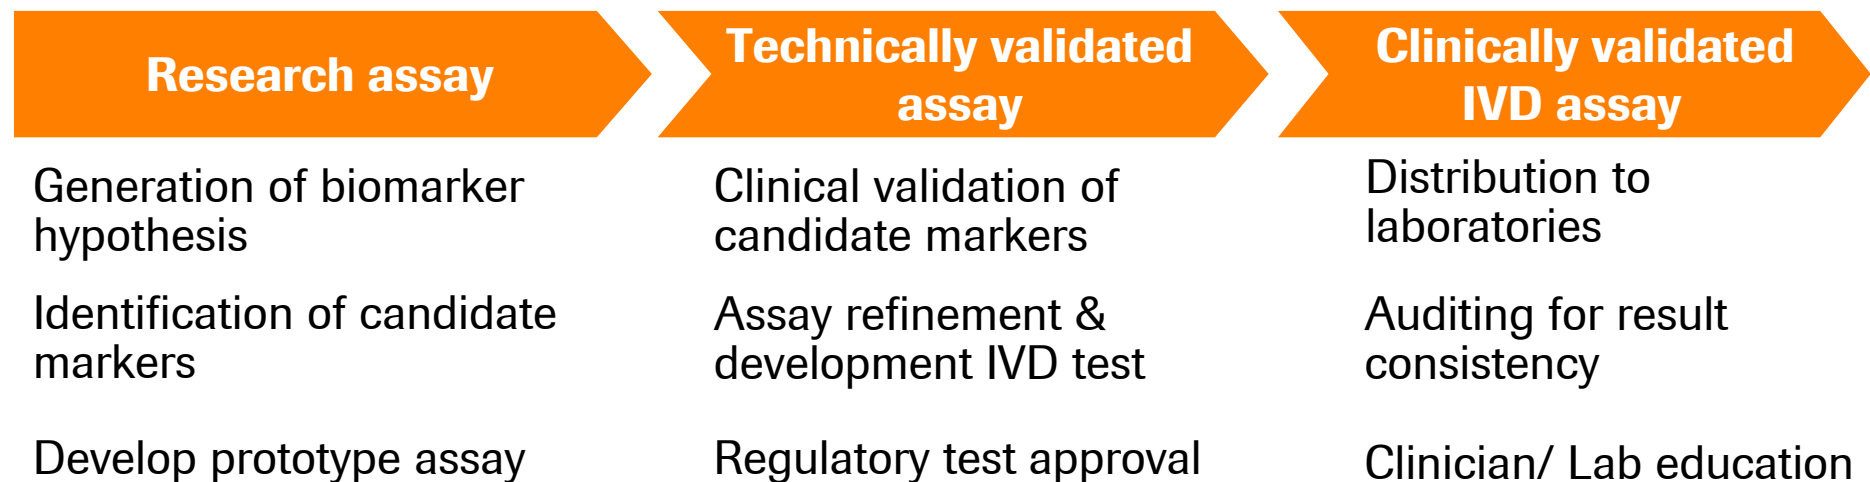 Research assay
Generation of biomarker
hypothesis
Identification of candidate
markers
Develop prototype assay
Technically validated
assay
Clinical validation of
candidate markers
Assay refinement &
development IVD test
Regulatory test approval
Clinically validated
IVD assay
Distribution to
laboratories
Auditing for result
consistency
Clinician/ Lab education